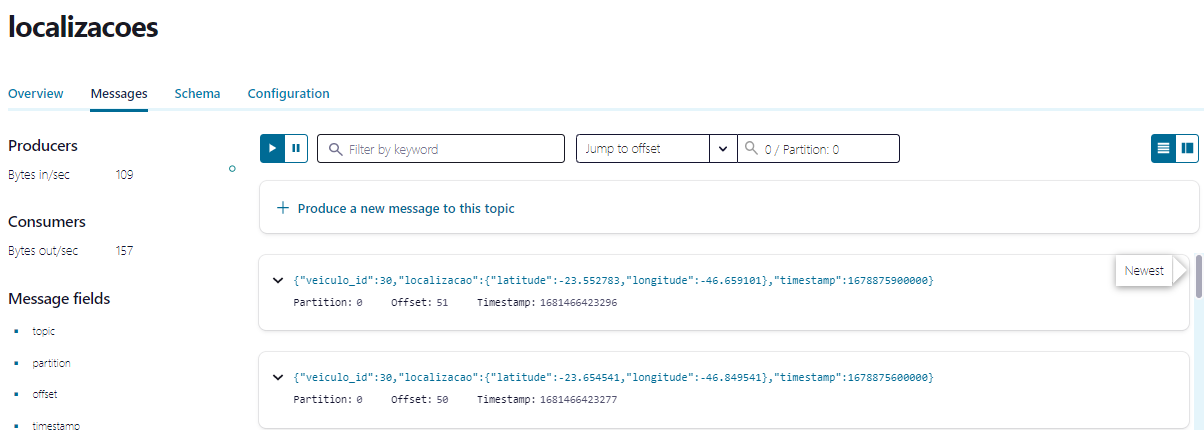 localizacoes
Overview Messages Schema Configuration
Producers
Bytes in/sec 109
Consumers
Bytes out/sec 157
Message fields
topic
partition
offset
timestamp
Filter by keyword Jump to offset 0 / Partition: 0
+ Produce a new message to this topic
Newest
{"veiculo_id":30,"localizacao":{"latitude":-23.552783,"longitude":-46.659101},"timestamp":1678875900000}
Partition: 0 Offset: 51 Timestamp: 1681466423296
{"veiculo_id":30,"localizacao":{"latitude":-23.654541,"longitude":-46.849541},"timestamp":1678875600000}
Partition: 0 Offset: 50 Timestamp: 1681466423277